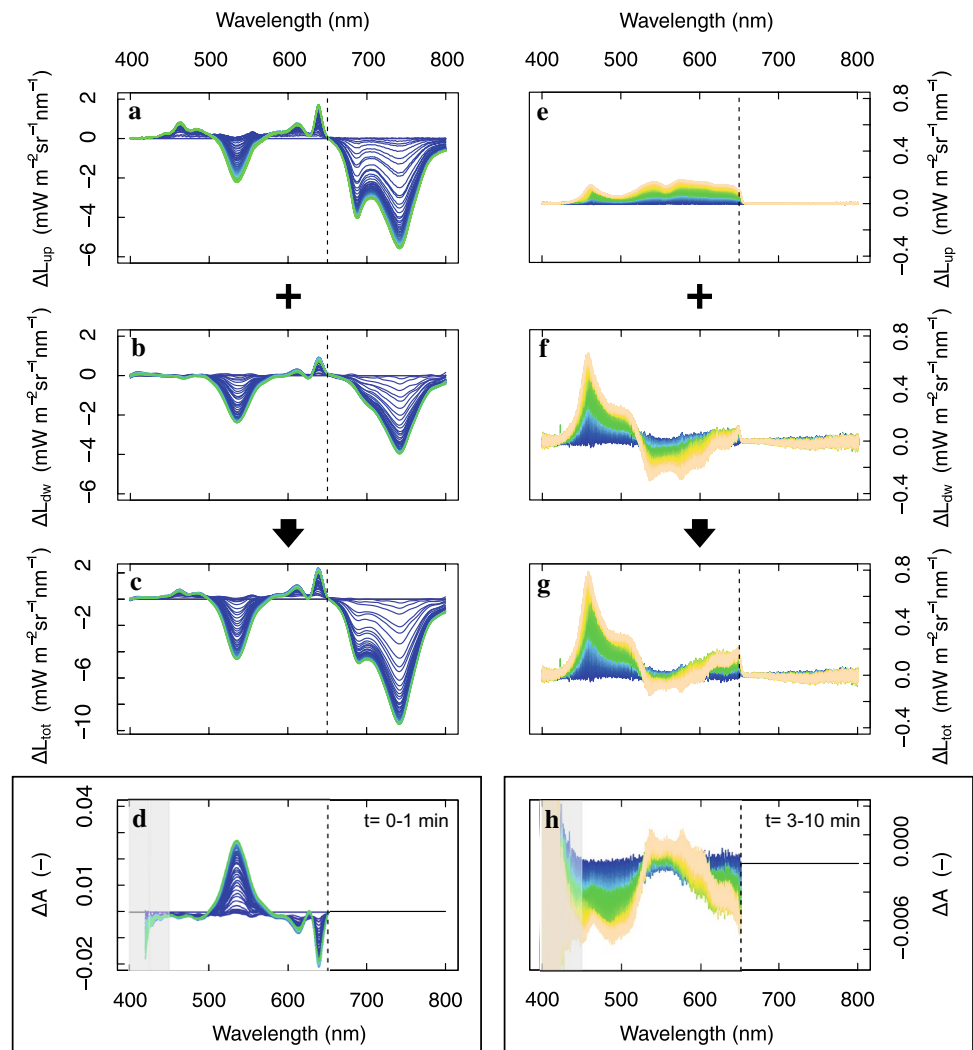 Wavelength (nm)
400 500 600 700 800
a
2
0
−2
−4
−6
ΔLup (mW m−2sr−1nm−1)
+
b
2
0
−2
−4
−6
ΔLdw (mW m−2sr−1nm−1)
c
2
−2
−6
−10
ΔLtot (mW m−2sr−1nm−1)
d
t= 0-1 min
0.04
0.01
−0.02
ΔA (−)
400 500 600 700 800
Wavelength (nm)
Wavelength (nm)
400 500 600 700 800
e
0.8
0.4
0.0
−0.4
ΔLup (mW m−2sr−1nm−1)
+
f
0.8
0.4
0.0
−0.4
ΔLdw (mW m−2sr−1nm−1)
g
0.8
0.4
0.0
−0.4
ΔLtot (mW m−2sr−1nm−1)
h
t= 3-10 min
0.000
−0.006
ΔA (−)
400 500 600 700 800
Wavelength (nm)